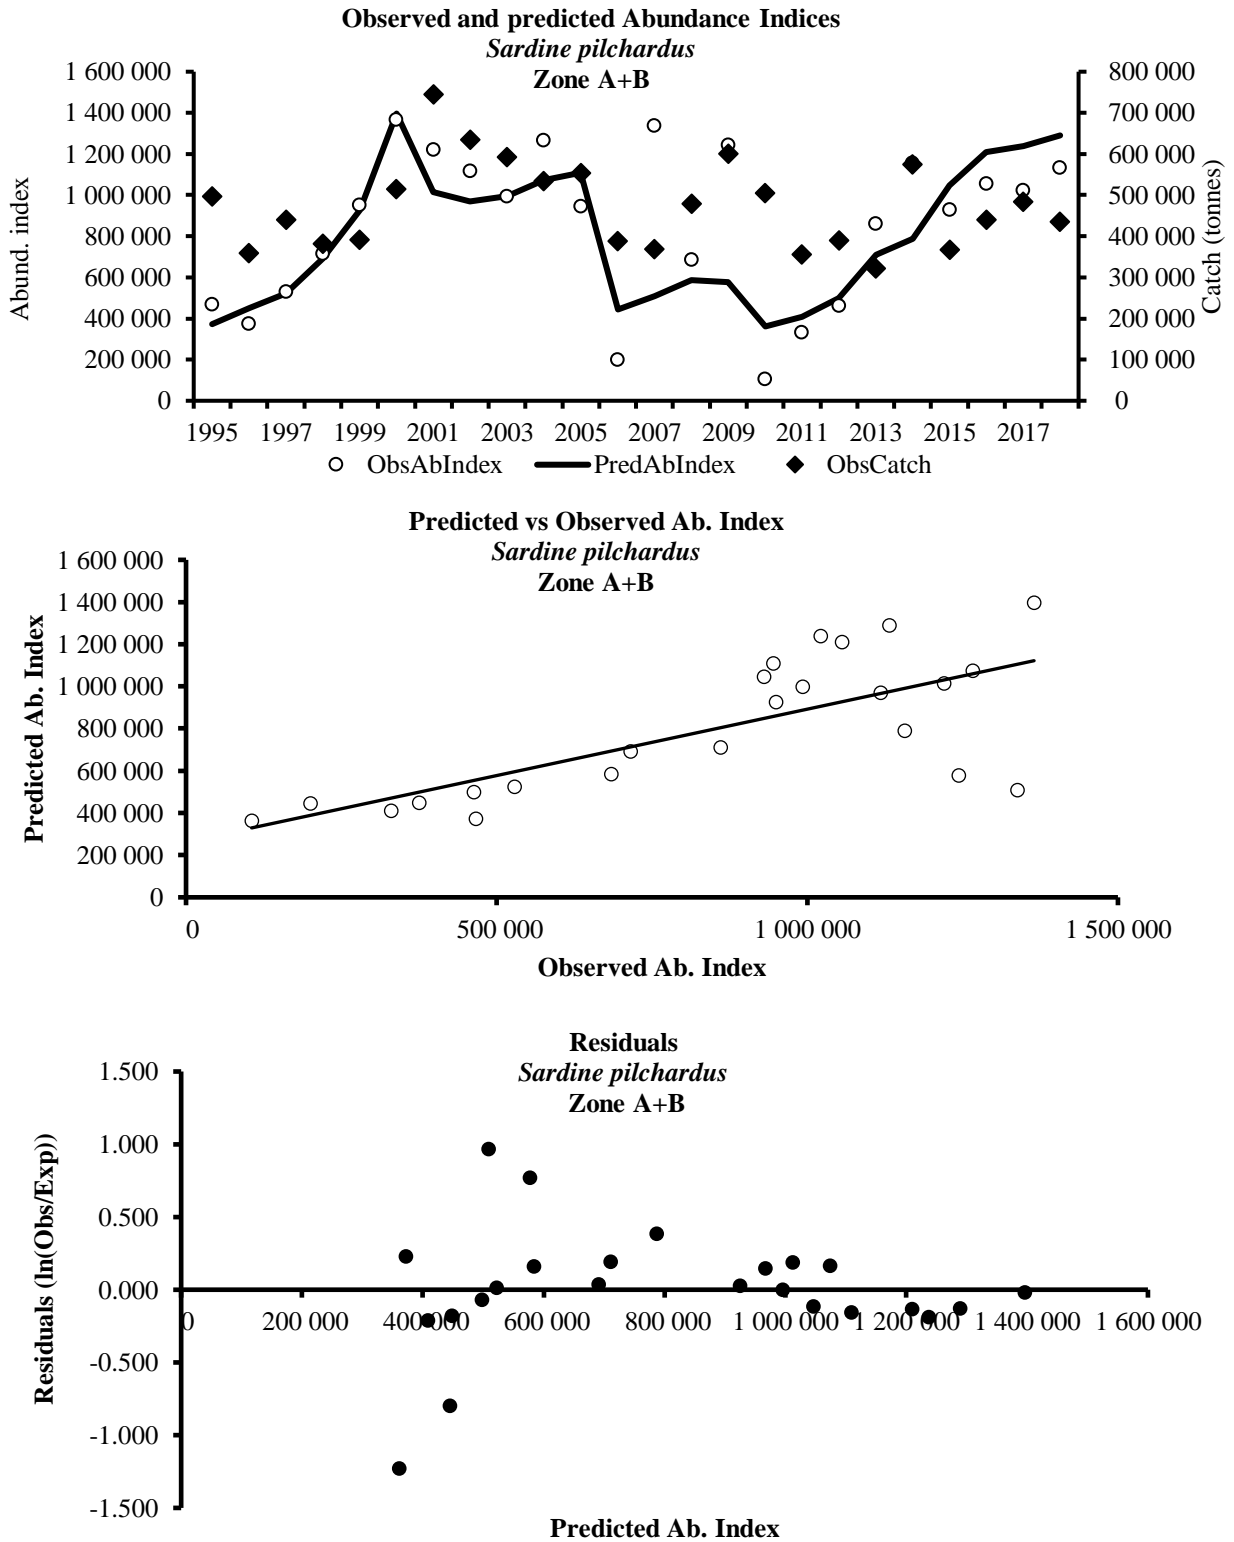 Observed and predicted Abundance Indices
Sardine pilchardus
Zone A+B
Abund. index
1 600 000
1 400 000
1 200 000
1 000 000
800 000
600 000
400 000
200 000
0
800 000
700 000
600 000
500 000
400 000
300 000
200 000
100 000
0
Catch (tonnes)
1995 1997 1999 2001 2003 2005 2007 2009 2011 2013 2015 2017
ObsAbIndex PredAbIndex ObsCatch
Predicted vs Observed Ab. Index
Sardine pilchardus
Zone A+B
Predicted Ab. Index
1 600 000
1 400 000
1 200 000
1 000 000
800 000
600 000
400 000
200 000
0
0 500 000 1 000 000 1 500 000
Observed Ab. Index
Residuals
Sardine pilchardus
Zone A+B
Residuals (ln(Obs/Exp))
1.500
1.000
0.500
0.000
-0.500
-1.000
-1.500
0 200 000 400 000 600 000 800 000 1 000 000 1 200 000 1 400 000 1 600 000
Predicted Ab. Index